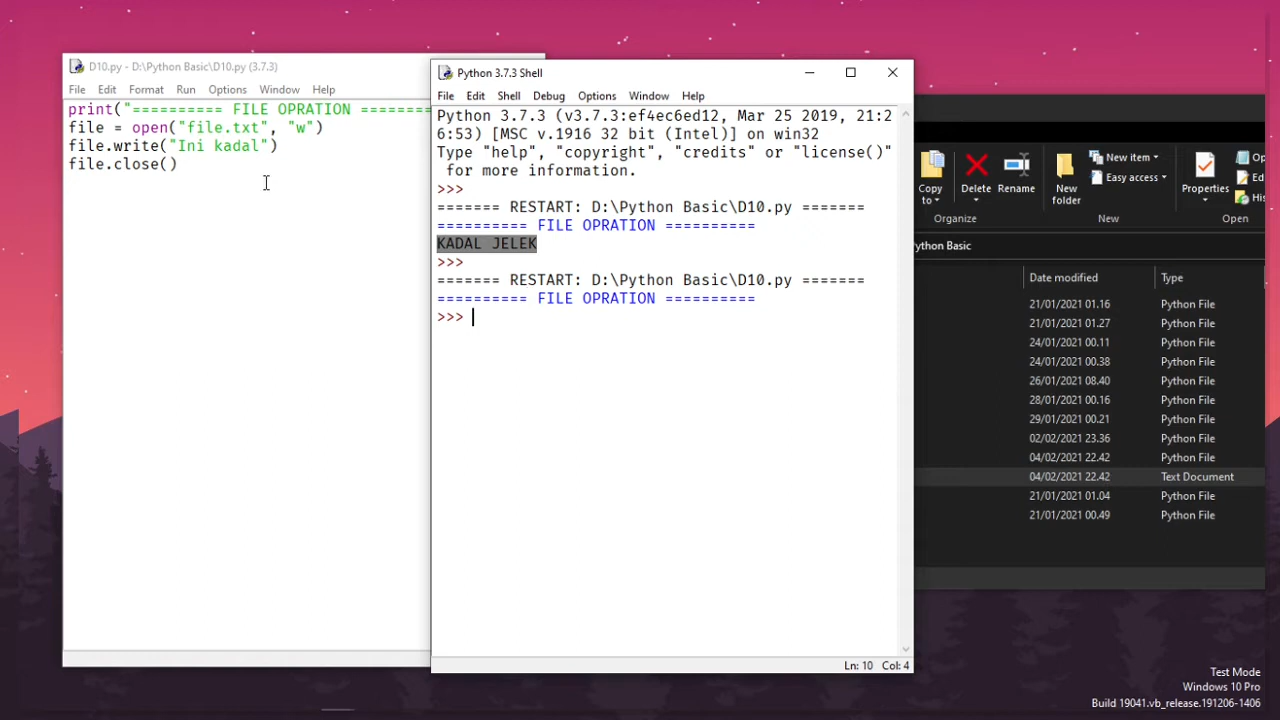 D10.py - D:\Python Basic\D10.py (3.7.3)
File Edit Format Run Options Window Help
print("========== FILE OPRATION ========
file = open("file.txt", "w")
file.write("Ini kadal")
file.close()
Python 3.7.3 Shell
File Edit Shell Debug Options Window Help
Python 3.7.3 (v3.7.3:ef4ec6ed12, Mar 25 2019, 21:2
6:53) [MSC v.1916 32 bit (Intel)] on win32
Type "help", "copyright", "credits" or "license()"
for more information.
>>>
======= RESTART: D:\Python Basic\D10.py =======
========== FILE OPRATION ==========
KADAL JELEK
>>>
======= RESTART: D:\Python Basic\D10.py =======
========== FILE OPRATION ==========
>>>
Ln: 10 Col: 4
Copy to
Delete
Rename
New folder
New item
Easy access
Properties
Organize
New
Open
ython Basic
Date modified Type
21/01/2021 01.16 Python File
21/01/2021 01.27 Python File
24/01/2021 00.11 Python File
24/01/2021 00.38 Python File
26/01/2021 08.40 Python File
28/01/2021 00.16 Python File
29/01/2021 00.21 Python File
02/02/2021 23.36 Python File
04/02/2021 22.42 Python File
04/02/2021 22.42 Text Document
21/01/2021 01.04 Python File
21/01/2021 00.49 Python File
Test Mode
Windows 10 Pro
Build 19041.vb_release.191206-1406